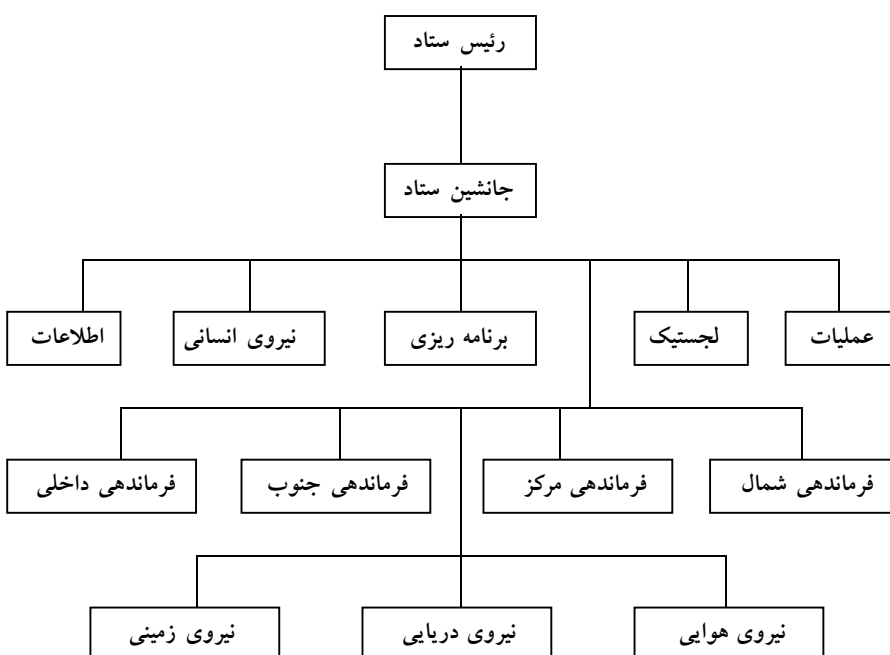 رئیس ستاد
جانشین ستاد
عملیات
لجستیک
برنامه ریزی
نیروی انسانی
اطلاعات
فرماندهی شمال
فرماندهی مرکز
فرماندهی جنوب
فرماندهی داخلی
نیروی هوایی
نیروی دریایی
نیروی زمینی